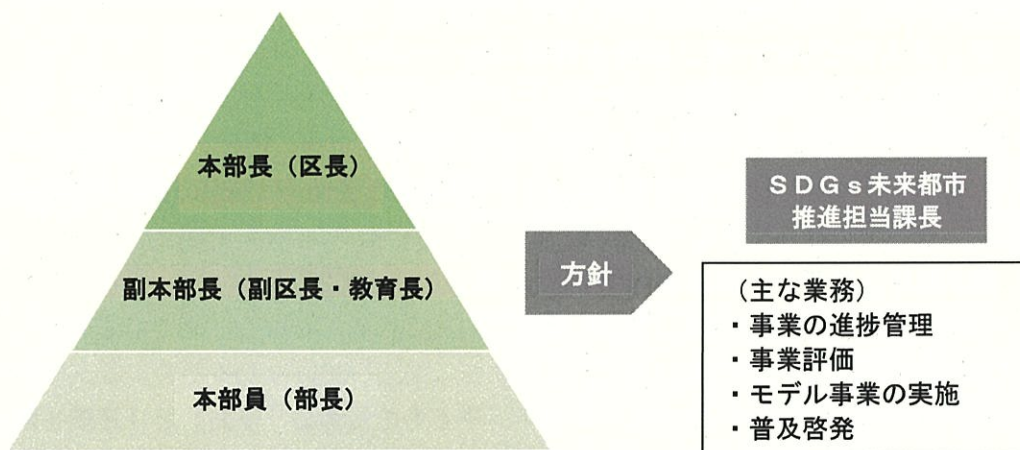 本部長（区長）
副本部長（副区長・教育長）
本部員（部長）
方針
ＳＤＧｓ未来都市
推進担当課長
（主な業務）
・事業の進捗管理
・事業評価
・モデル事業の実施
・普及啓発